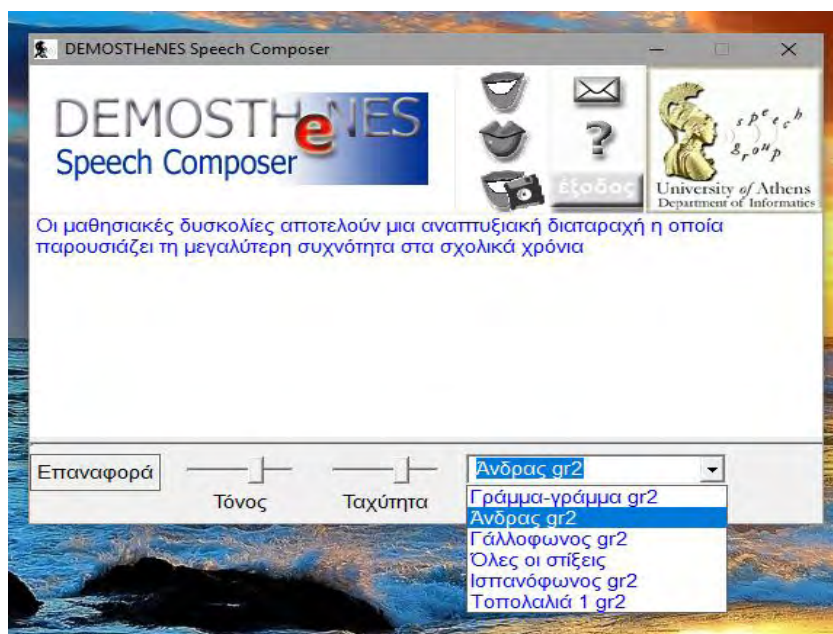 DEMOSTHeNES Speech Composer
DEMOSTHeNES
Speech Composer
?
έξοδος
speech
group
University of Athens
Department of Informatics
Οι μαθησιακές δυσκολίες αποτελούν μια αναπτυξιακή διαταραχή η οποία
παρουσιάζει τη μεγαλύτερη συχνότητα στα σχολικά χρόνια
Επαναφορά
Τόνος
Ταχύτητα
Άνδρας gr2
Γράμμα-γράμμα gr2
Άνδρας gr2
Γάλλοφωνος gr2
Όλες οι στίξεις
Ισπανόφωνος gr2
Τοπολαλιά 1 gr2